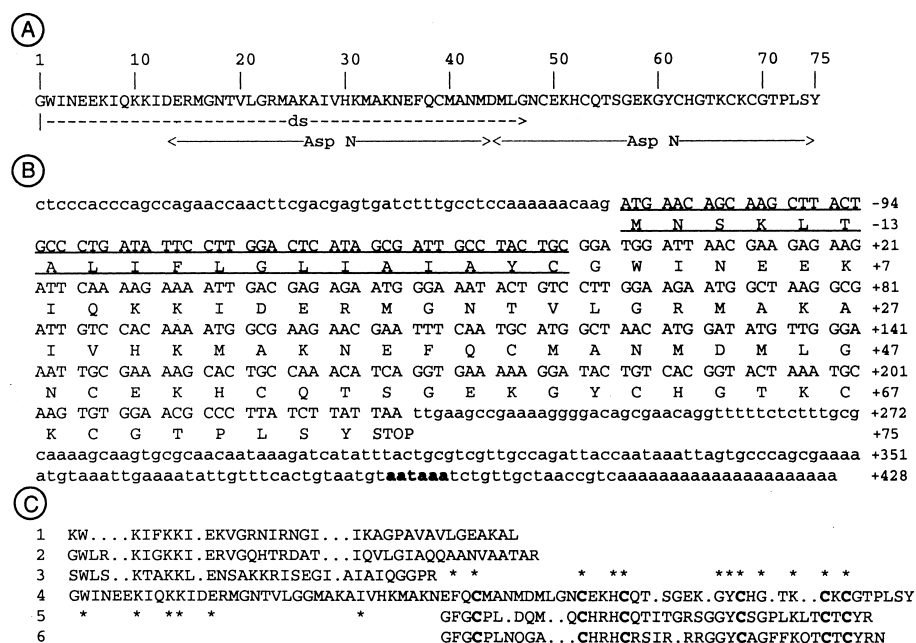 A
1 10 20 30 40 50 60 70 75
| | | | | | | | |
GWINEEKIQKKIDERMGNTVLGRMAKAIVHKMAKNEFQCMANMDMLGNCEKHCQTSGEKGYCHGTKCKCGTPLSY
|-----------------------ds--------------------->
<————————Asp N————————><————————Asp N————————>
B
ctcccacccagccagaaccaacttcgacgagtgatctttgcctccaaaaaacaag ATG AAC AGC AAG CTT ACT -94
M N S K L T -13
GCC CTG ATA TTC CTT GGA CTC ATA GCG ATT GCC TAC TGC GGA TGG ATT AAC GAA GAG AAG +21
A L I F L G L I A I A Y C G W I N E E K +7
ATT CAA AAG AAA ATT GAC GAG AGA ATG GGA AAT ACT GTC CTT GGA AGA ATG GCT AAG GCG +81
I Q K K I D E R M G N T V L G R M A K A +27
ATT GTC CAC AAA ATG GCG AAG AAC GAA TTT CAA TGC ATG GCT AAC ATG GAT ATG TTG GGA +141
I V H K M A K N E F Q C M A N M D M L G +47
AAT TGC GAA AAG CAC TGC CAA ACA TCA GGT GAA AAA GGA TAC TGT CAC GGT ACT AAA TGC +201
N C E K H C Q T S G E K G Y C H G T K C +67
AAG TGT GGA ACG CCC TTA TCT TAT TAA ttgaagccgaaaaggggacagcgaacaggtttttctctttgcg +272
K C G T P L S Y STOP +75
caaaagcaagtgcgcaacaataaagatcatatttactgcgtcgttgccagattaccaataaattagtgcccagcgaaaa +351
atgtaaattgaaaatattgtttcactgtaatgtaataaatctgttgctaaccgtcaaaaaaaaaaaaaaaaaaaa +428
C
1 KW....KIFKKI.EKVGRNIRNGI...IKAGPAVAVLGEAKAL
2 GWLR..KIGKKI.ERVGQHTRDAT...IQVLGIAQQAANVAATAR
3 SWLS..KTAKKL.ENSAKKRISEGI.AIAIQGGPR * * * * * * * * * * *
4 GWINEEKIQKKIDERMGNTVLGGMAKAIVHKMAKNEFQCMANMDMLGNCEKHCQT.SGEK.GYCHG.TK..CKCGTPLSY
* * ** * *
5 GFGCPL.DQM..QCHRHCQTITGRSGGYCSGPLKLTCTCYR
6 GFGCPLNQGA...CHRHCRSIR.RRGGYCAGFFKQTCTCYRN